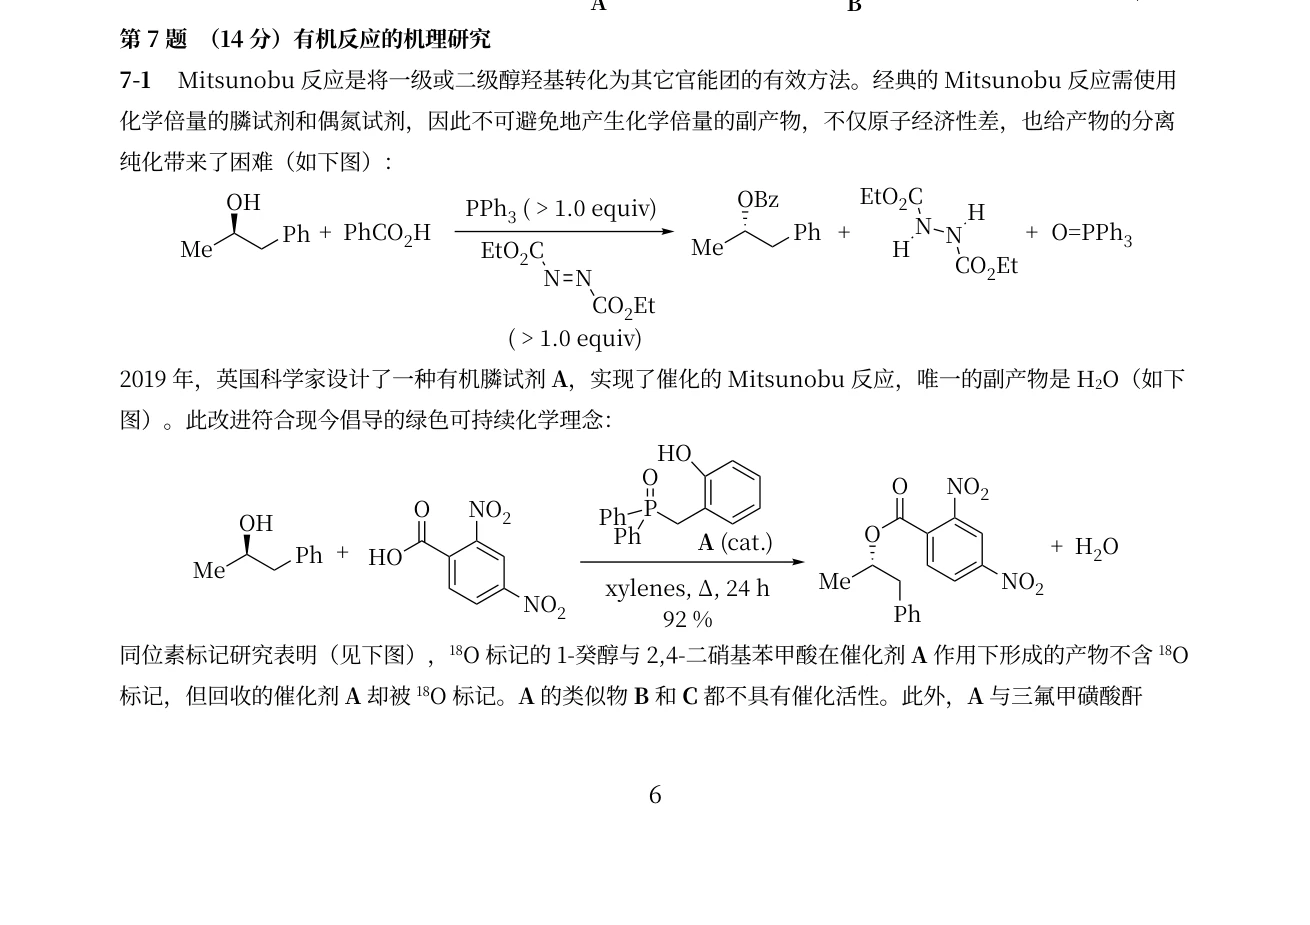 A B
第 7 题 （14 分）有机反应的机理研究
7-1 Mitsunobu 反应是将一级或二级醇羟基转化为其它官能团的有效方法。经典的 Mitsunobu 反应需使用
化学倍量的膦试剂和偶氮试剂，因此不可避免地产生化学倍量的副产物，不仅原子经济性差，也给产物的分离
纯化带来了困难（如下图）：
OH
Me
Ph
+ PhCO2H
PPh3 ( > 1.0 equiv)
EtO2C
N=N
CO2Et
( > 1.0 equiv)
OBz
Me
Ph
+
EtO2C
H
N
N
H
CO2Et
+ O=PPh3
2019 年，英国科学家设计了一种有机膦试剂 A，实现了催化的 Mitsunobu 反应，唯一的副产物是 H₂O（如下
图）。此改进符合现今倡导的绿色可持续化学理念：
OH
Me
Ph
+
HO
O
NO2
NO2
HO
O
P
Ph
Ph
A (cat.)
xylenes, Δ, 24 h
92 %
O
NO2
O
Me
NO2
Ph
+ H2O
同位素标记研究表明（见下图），¹⁸O 标记的 1-癸醇与 2,4-二硝基苯甲酸在催化剂 A 作用下形成的产物不含 ¹⁸O
标记，但回收的催化剂 A 却被 ¹⁸O 标记。A 的类似物 B 和 C 都不具有催化活性。此外，A 与三氟甲磺酸酐
6